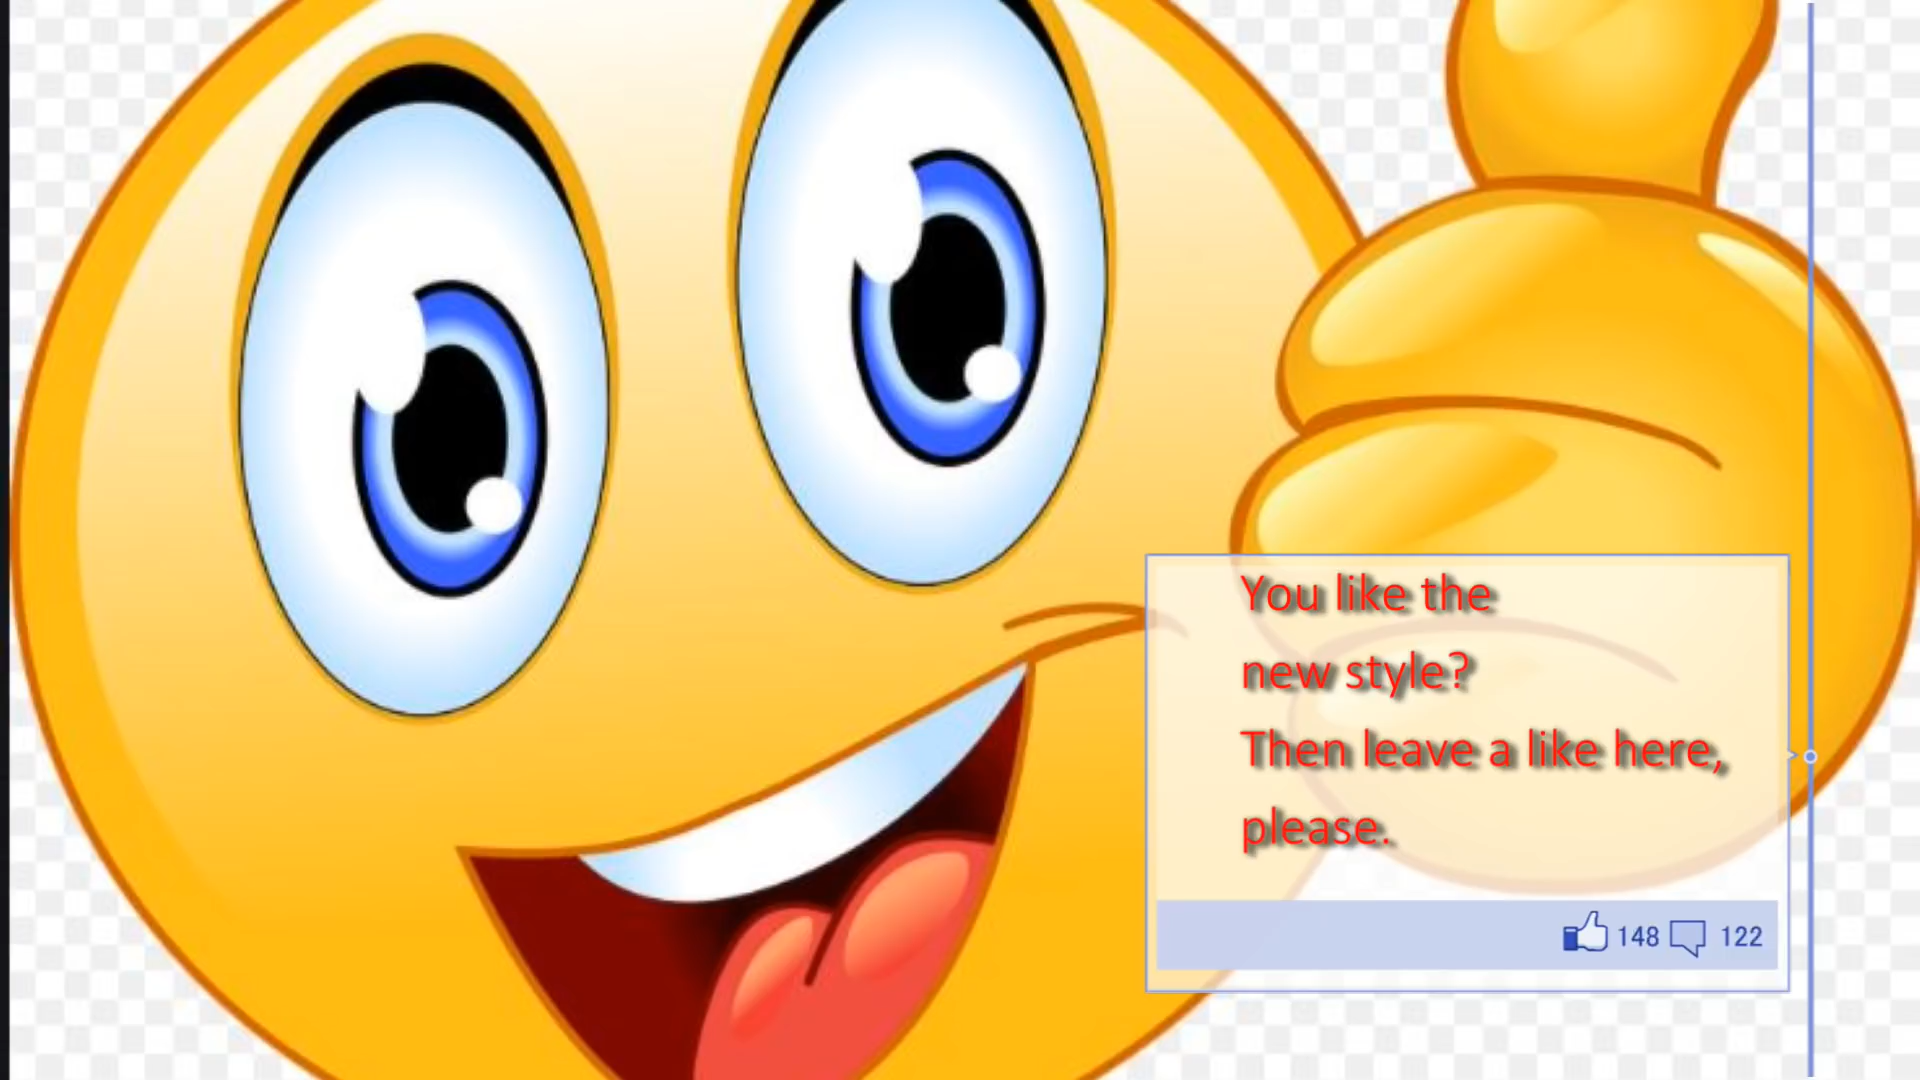 You like the
new style?
Then leave a like here,
please.
148 122